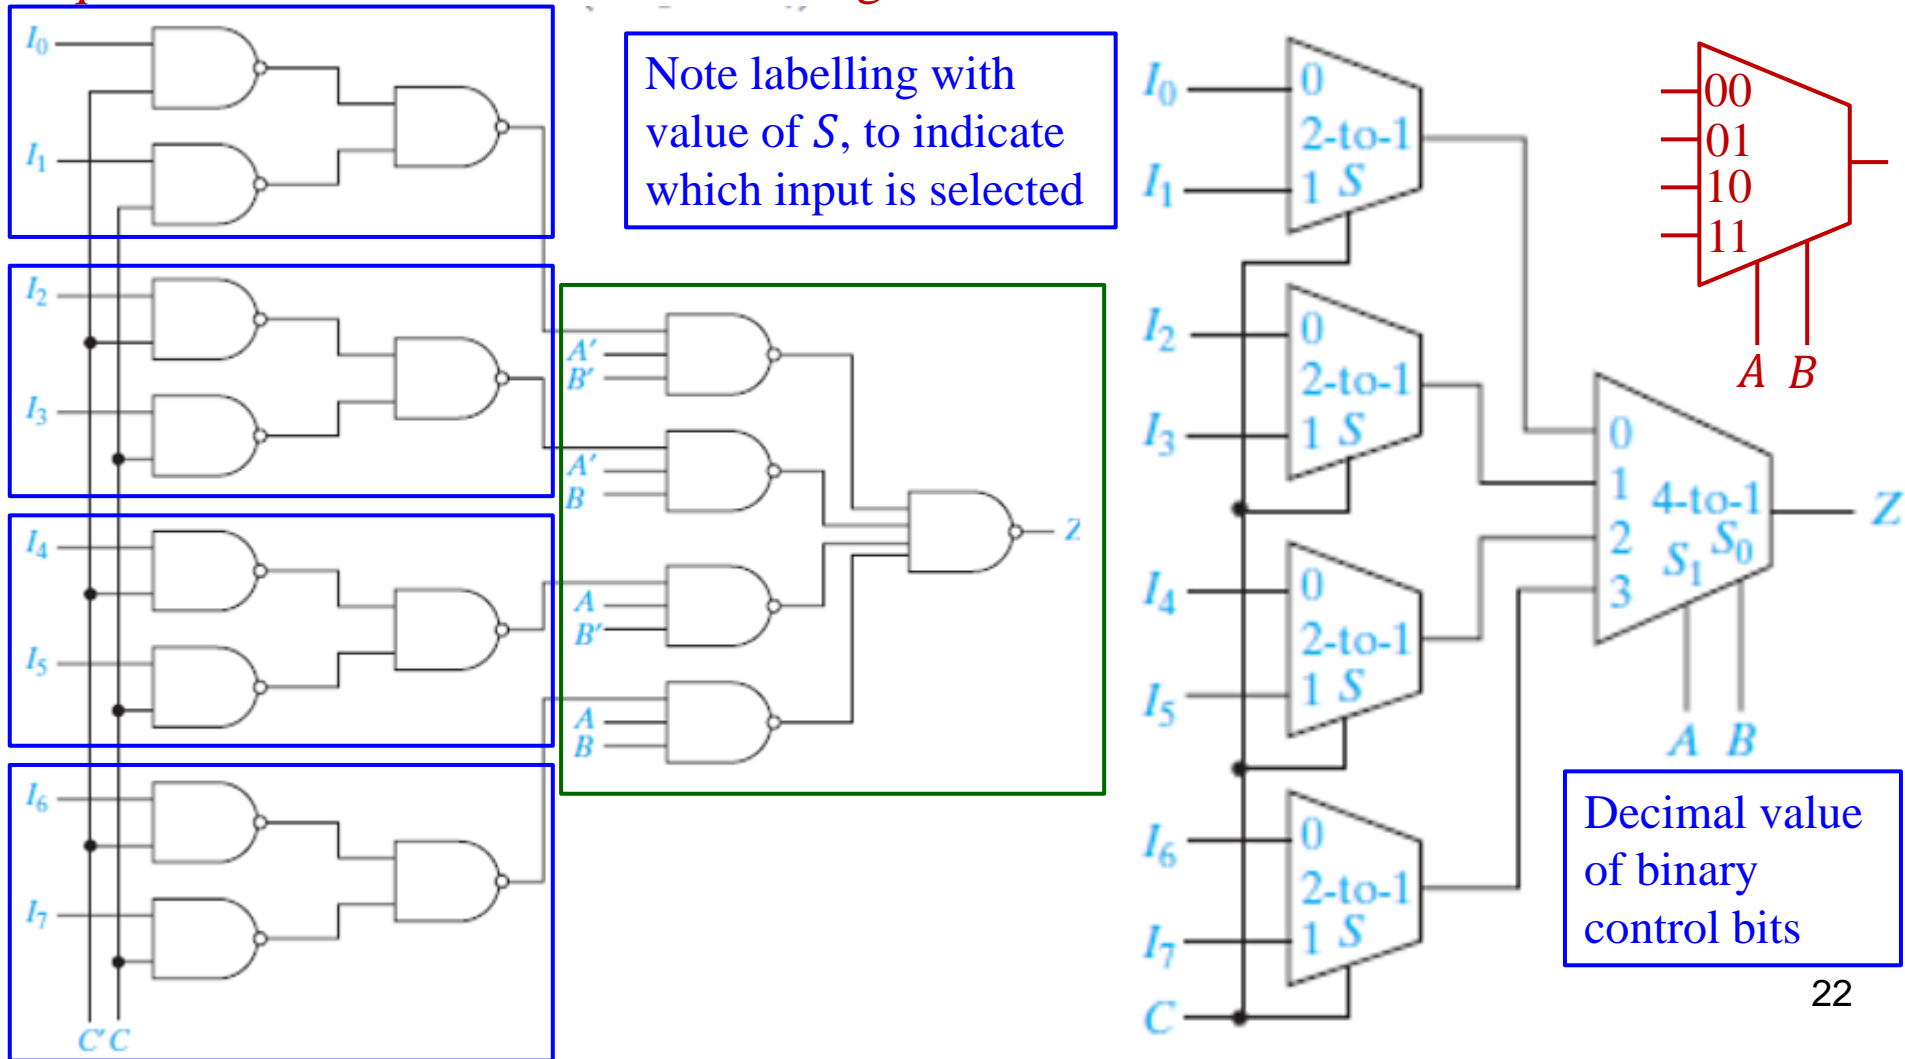 I0
I1
I2
I3
I4
I5
I6
I7
C' C
A'
B'
A'
B
A
B'
A
B
Z
Note labelling with
value of S, to indicate
which input is selected
I0
0
2-to-1
I1
1 S
I2
0
2-to-1
I3
1 S
I4
0
2-to-1
I5
1 S
I6
0
2-to-1
I7
1 S
C
0
1
2
3
4-to-1
S1 S0
A B
Z
00
01
10
11
A B
Decimal value
of binary
control bits
22